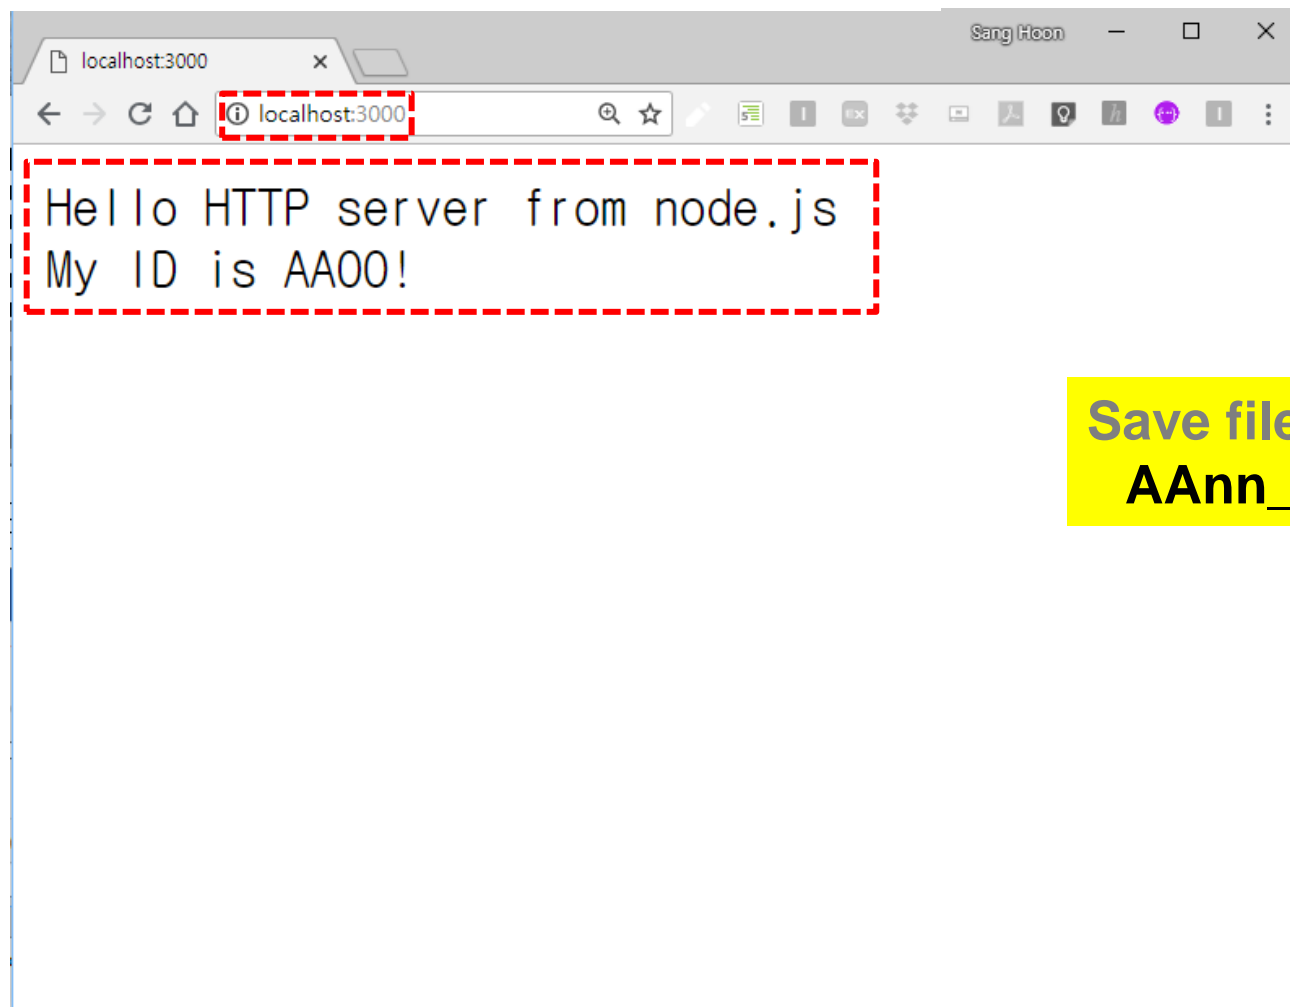 Sang Hoon
localhost:3000
localhost:3000
Hello HTTP server from node.js
My ID is AA00!
Save file
AAnn_